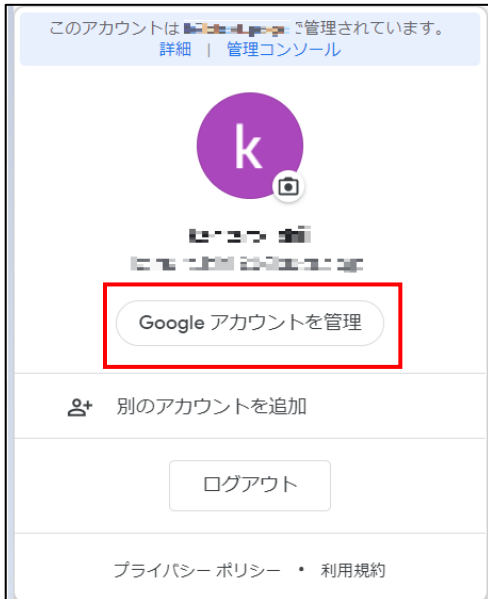 このアカウントは で管理されています。
詳細 | 管理コンソール
k
Google アカウントを管理
別のアカウントを追加
ログアウト
プライバシー ポリシー • 利用規約